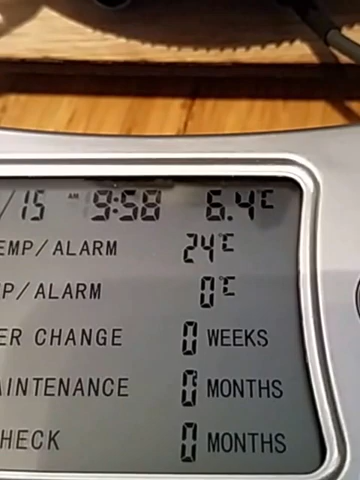 /15 AM 9:58 6.4°C
EMP/ALARM 24°C
P/ALARM 0°C
ER CHANGE 0 WEEKS
AINTENANCE 0 MONTHS
HECK 0 MONTHS